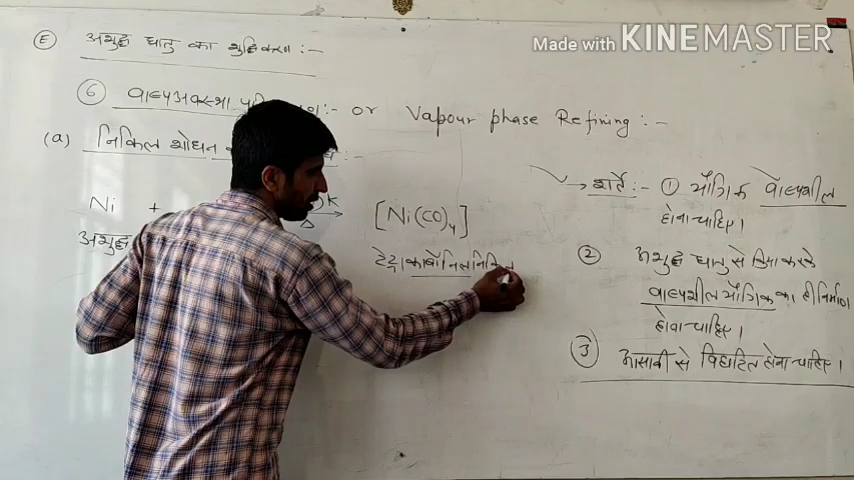 Made with KINEMASTER
Ⓔ अशुद्ध धातु का शुद्धिकरण :-
⑥ वाष्पअवस्था :- or Vapour phase Refining :-
(a) निकिल शोधन :-
Ni + K Δ → [Ni(CO)₄]
अशुद्ध टेट्राकार्बोनिल
→ शर्ते :- ① यौगिक वाष्पशील
होना चाहिए।
② अशुद्ध धातु से क्रिया करके
वाष्पशील यौगिक का ही निर्माण
होना चाहिए।
③ आसानी से विघटित होना चाहिए।